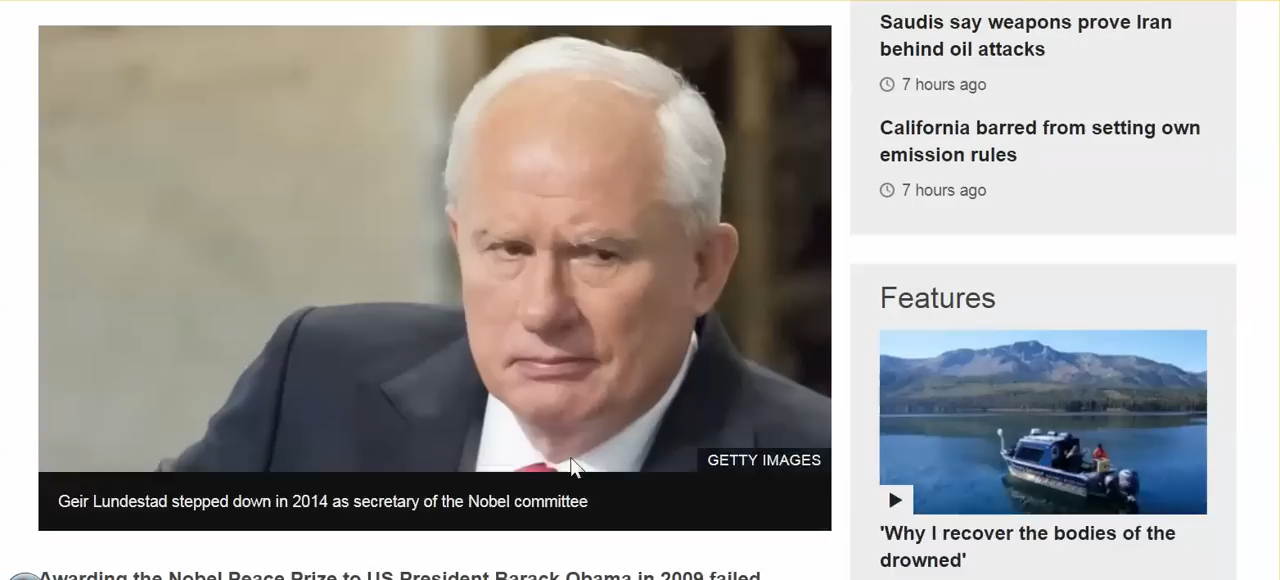 GETTY IMAGES
Geir Lundestad stepped down in 2014 as secretary of the Nobel committee
Awarding the Nobel Peace Prize to US President Barack Obama in 2009 failed
Saudis say weapons prove Iran
behind oil attacks
7 hours ago
California barred from setting own
emission rules
7 hours ago
Features
'Why I recover the bodies of the
drowned'